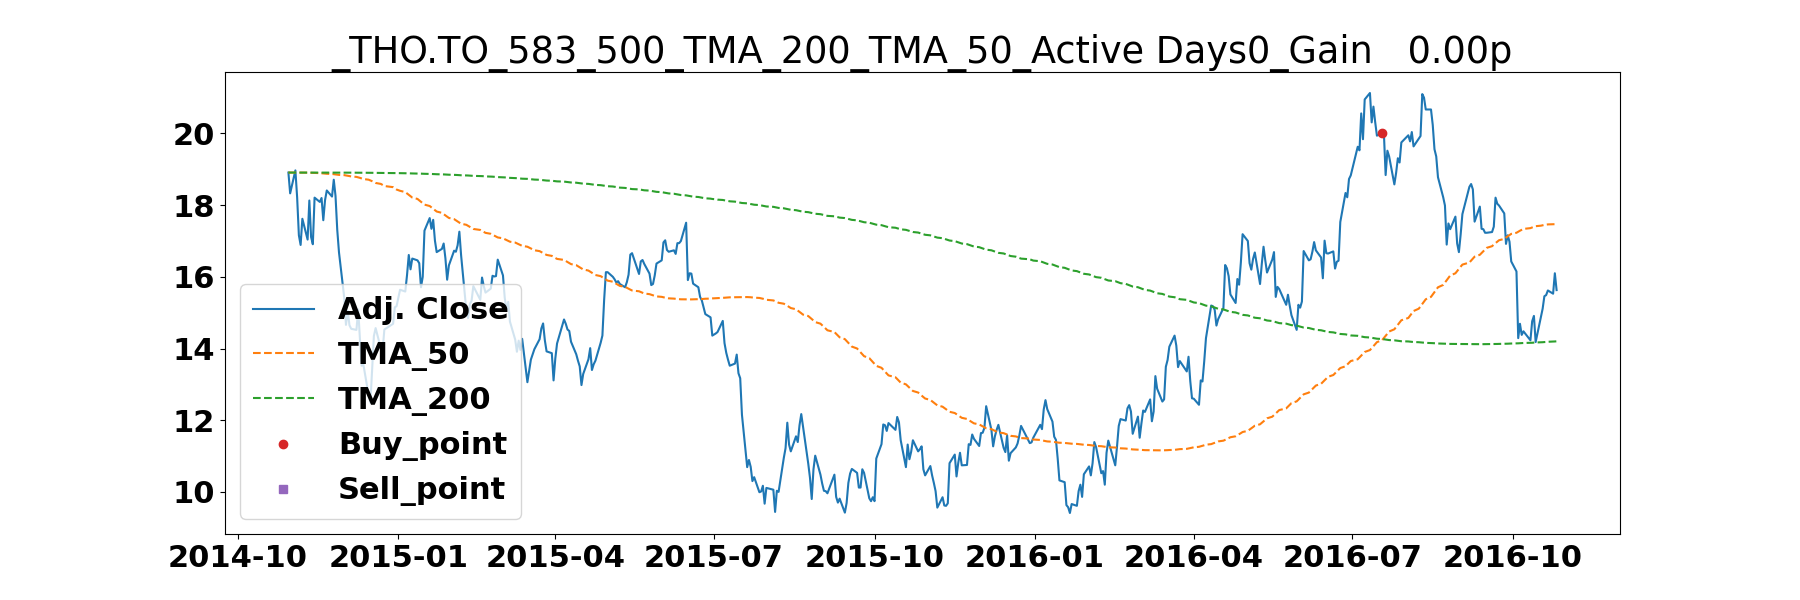 _THO.TO_583_500_TMA_200_TMA_50_Active Days0_Gain   0.00p
20
18
16
14
12
10
Adj. Close
TMA_50
TMA_200
Buy_point
Sell_point
2014-10 2015-01 2015-04 2015-07 2015-10 2016-01 2016-04 2016-07 2016-10